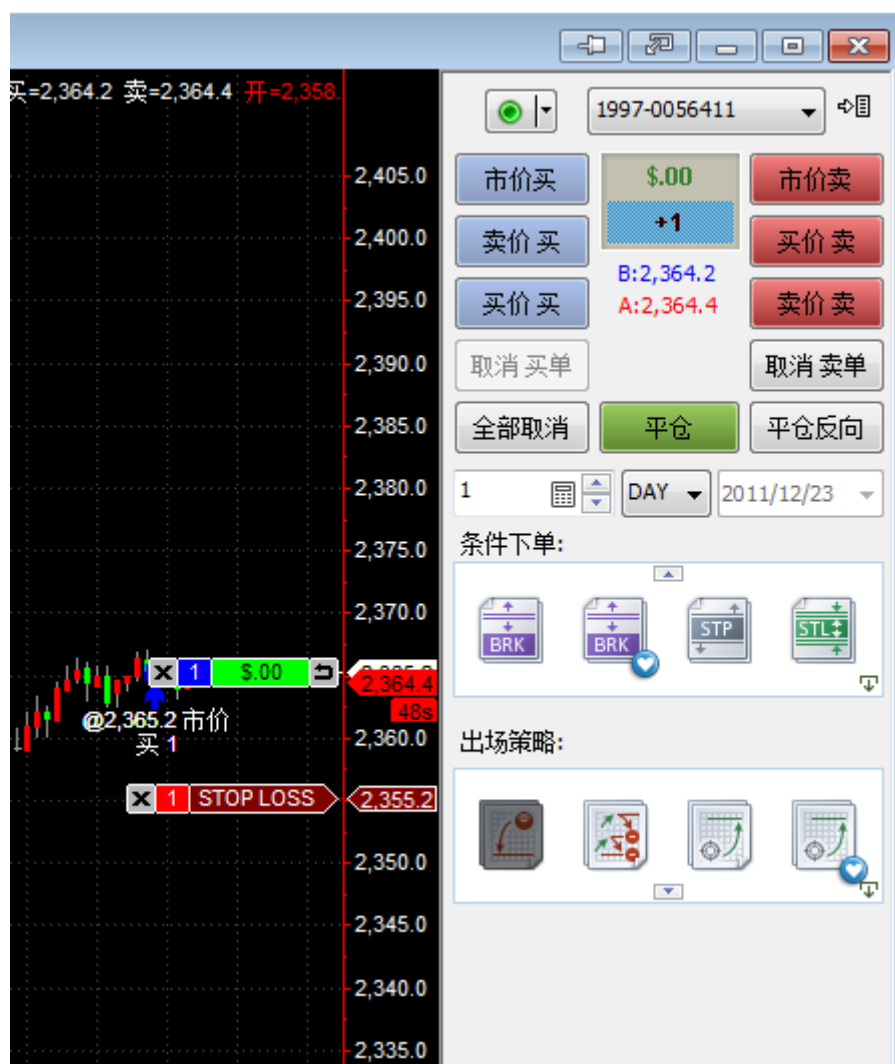 买=2,364.2 卖=2,364.4 开=2,358.
1997-0056411
市价买
$.00
市价卖
卖价 买
+1
买价 卖
B:2,364.2
买价 买
A:2,364.4
卖价 卖
取消 买单
取消 卖单
全部取消
平仓
平仓反向
1
DAY
2011/12/23
条件下单:
BRK
BRK
STP
STL
出场策略:
2,405.0
2,400.0
2,395.0
2,390.0
2,385.0
2,380.0
2,375.0
2,370.0
1
$.00
2,364.4
48s
@2,365.2 市价
买 1
2,360.0
1
STOP LOSS
2,355.2
2,350.0
2,345.0
2,340.0
2,335.0